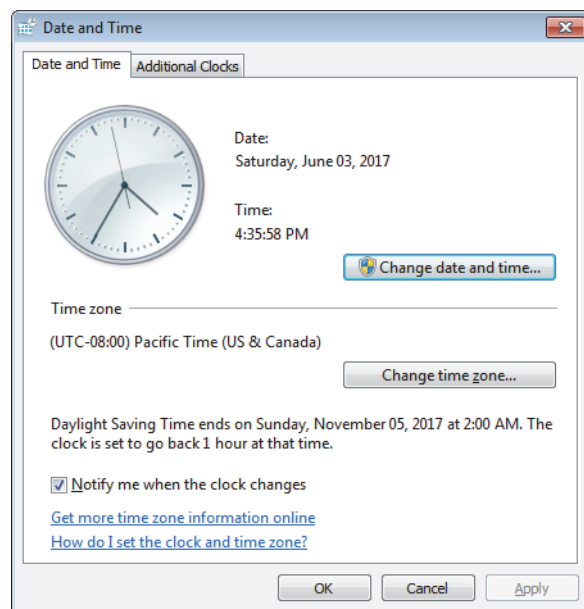 Date and Time
Date and Time
Additional Clocks
Date:
Saturday, June 03, 2017
Time:
4:35:58 PM
Change date and time...
Time zone
(UTC-08:00) Pacific Time (US & Canada)
Change time zone...
Daylight Saving Time ends on Sunday, November 05, 2017 at 2:00 AM. The
clock is set to go back 1 hour at that time.
Notify me when the clock changes
Get more time zone information online
How do I set the clock and time zone?
OK
Cancel
Apply